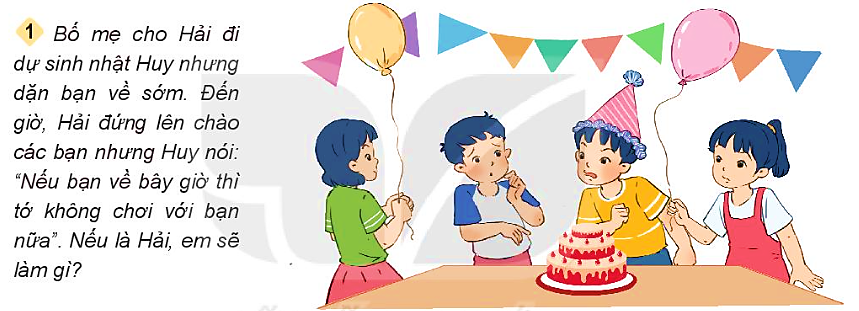 1 Bố mẹ cho Hải đi
dự sinh nhật Huy nhưng
dặn bạn về sớm. Đến
giờ, Hải đứng lên chào
các bạn nhưng Huy nói:
“Nếu bạn về bây giờ thì
tớ không chơi với bạn
nữa”. Nếu là Hải, em sẽ
làm gì?